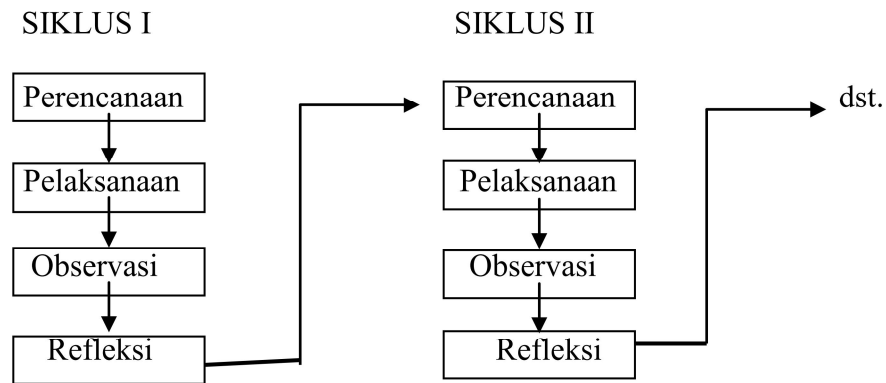 SIKLUS I
Perencanaan
Pelaksanaan
Observasi
Refleksi
SIKLUS II
Perencanaan
Pelaksanaan
Observasi
Refleksi
dst.